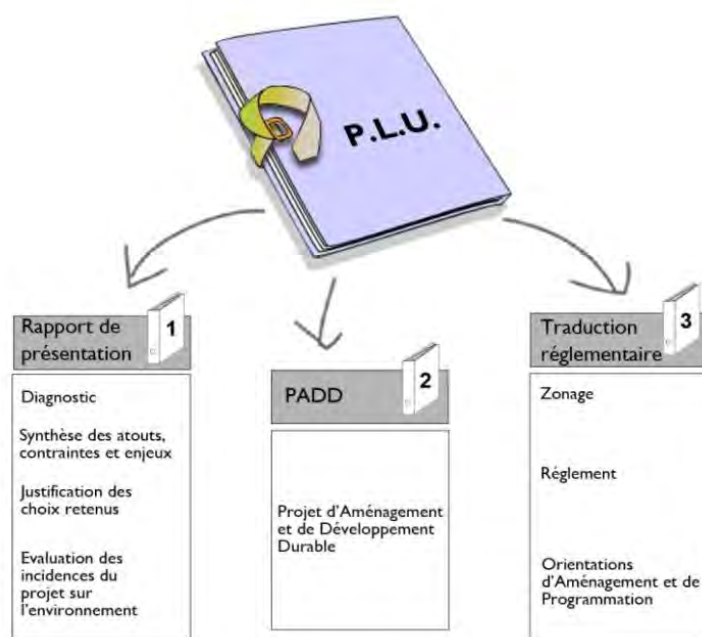 P.L.U.
Rapport de
présentation
1
Diagnostic
Synthèse des atouts,
contraintes et enjeux
Justification des
choix retenus
Evaluation des
incidences du
projet sur
l'environnement
PADD
2
Projet d'Aménagement
et de Développement
Durable
Traduction
réglementaire
3
Zonage
Réglement
Orientations
d'Aménagement et de
Programmation